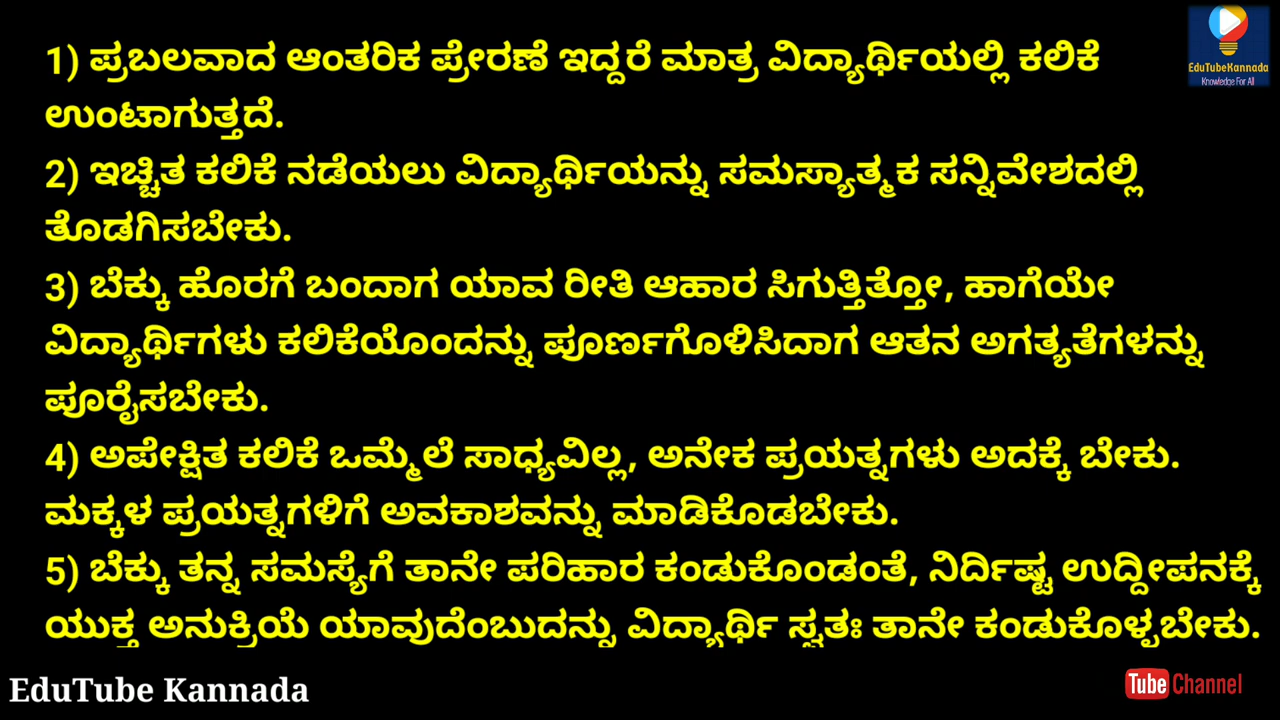 EduTubeKannada
Knowledge For All
1) ಪ್ರಬಲವಾದ ಆಂತರಿಕ ಪ್ರೇರಣೆ ಇದ್ದರೆ ಮಾತ್ರ ವಿದ್ಯಾರ್ಥಿಯಲ್ಲಿ ಕಲಿಕೆ
ಉಂಟಾಗುತ್ತದೆ.
2) ಇಚ್ಚಿತ ಕಲಿಕೆ ನಡೆಯಲು ವಿದ್ಯಾರ್ಥಿಯನ್ನು ಸಮಸ್ಯಾತ್ಮಕ ಸನ್ನಿವೇಶದಲ್ಲಿ
ತೊಡಗಿಸಬೇಕು.
3) ಬೆಕ್ಕು ಹೊರಗೆ ಬಂದಾಗ ಯಾವ ರೀತಿ ಆಹಾರ ಸಿಗುತ್ತಿತ್ತೋ, ಹಾಗೆಯೇ
ವಿದ್ಯಾರ್ಥಿಗಳು ಕಲಿಕೆಯೊಂದನ್ನು ಪೂರ್ಣಗೊಳಿಸಿದಾಗ ಆತನ ಅಗತ್ಯತೆಗಳನ್ನು
ಪೂರೈಸಬೇಕು.
4) ಅಪೇಕ್ಷಿತ ಕಲಿಕೆ ಒಮ್ಮೆಲೆ ಸಾಧ್ಯವಿಲ್ಲ, ಅನೇಕ ಪ್ರಯತ್ನಗಳು ಅದಕ್ಕೆ ಬೇಕು.
ಮಕ್ಕಳ ಪ್ರಯತ್ನಗಳಿಗೆ ಅವಕಾಶವನ್ನು ಮಾಡಿಕೊಡಬೇಕು.
5) ಬೆಕ್ಕು ತನ್ನ ಸಮಸ್ಯೆಗೆ ತಾನೇ ಪರಿಹಾರ ಕಂಡುಕೊಂಡಂತೆ, ನಿರ್ದಿಷ್ಟ ಉದ್ದೀಪನಕ್ಕೆ
ಯುಕ್ತ ಅನುಕ್ರಿಯೆ ಯಾವುದೆಂಬುದನ್ನು ವಿದ್ಯಾರ್ಥಿ ಸ್ವತಃ ತಾನೇ ಕಂಡುಕೊಳ್ಳಬೇಕು.
EduTube Kannada
Tube Channel